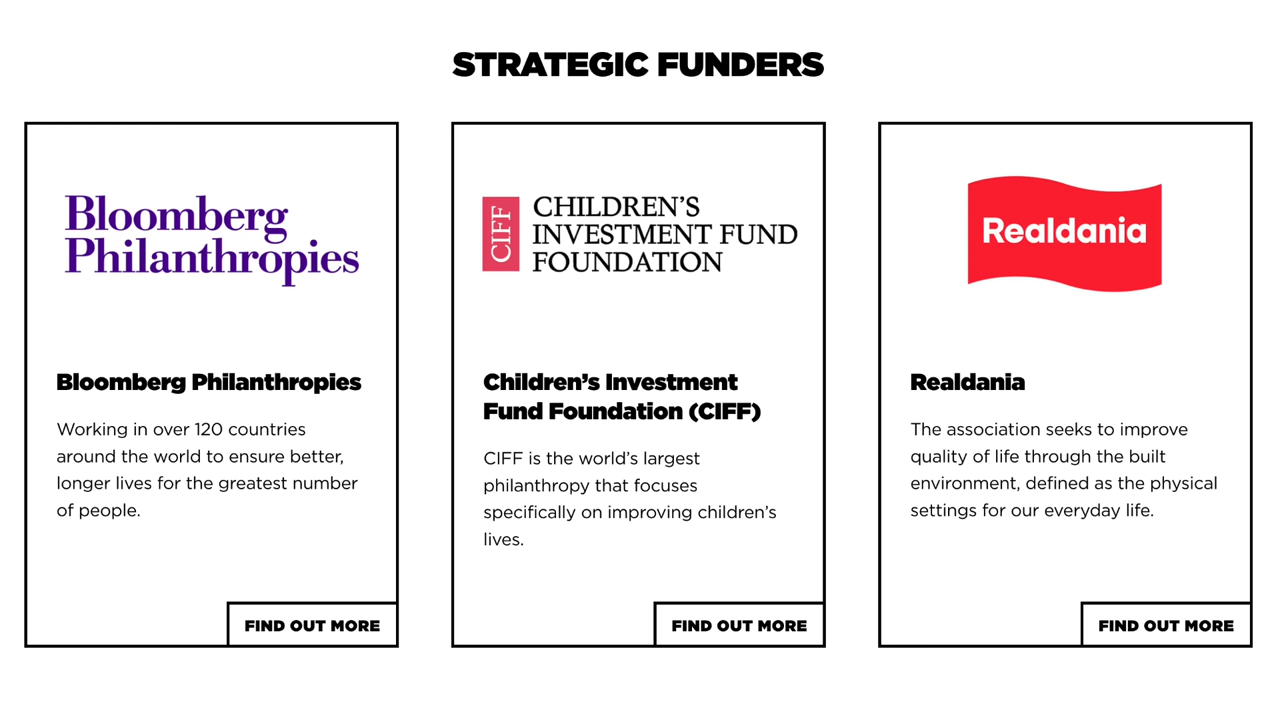 STRATEGIC FUNDERS
Bloomberg
Philanthropies
Bloomberg Philanthropies
Working in over 120 countries
around the world to ensure better,
longer lives for the greatest number
of people.
FIND OUT MORE
CIFF
CHILDREN'S
INVESTMENT FUND
FOUNDATION
Children’s Investment
Fund Foundation (CIFF)
CIFF is the world’s largest
philanthropy that focuses
specifically on improving children’s
lives.
FIND OUT MORE
Realdania
Realdania
The association seeks to improve
quality of life through the built
environment, defined as the physical
settings for our everyday life.
FIND OUT MORE